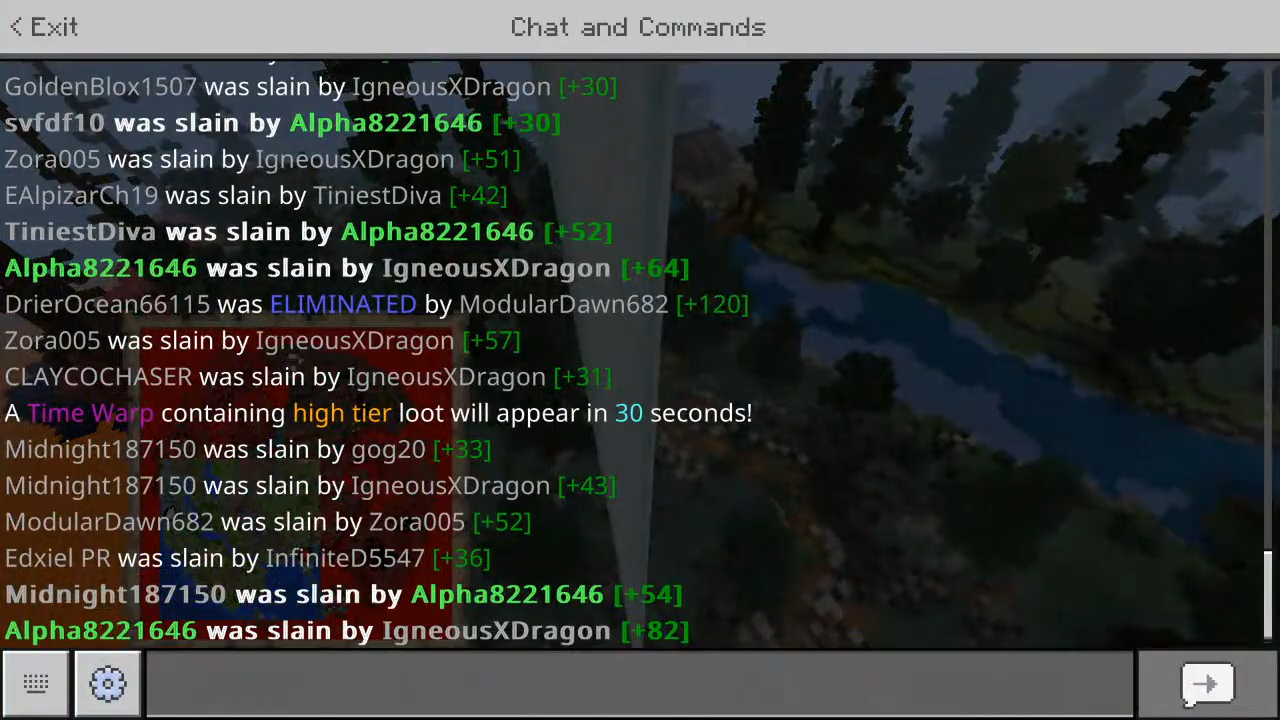 < Exit
Chat and Commands
GoldenBlox1507 was slain by IgneousXDragon [+30]
svfdf10 was slain by Alpha8221646 [+30]
Zora005 was slain by IgneousXDragon [+51]
EAlpizarCh19 was slain by TiniestDiva [+42]
TiniestDiva was slain by Alpha8221646 [+52]
Alpha8221646 was slain by IgneousXDragon [+64]
DrierOcean66115 was ELIMINATED by ModularDawn682 [+120]
Zora005 was slain by IgneousXDragon [+57]
CLAYCOCHASER was slain by IgneousXDragon [+31]
A Time Warp containing high tier loot will appear in 30 seconds!
Midnight187150 was slain by gog20 [+33]
Midnight187150 was slain by IgneousXDragon [+43]
ModularDawn682 was slain by Zora005 [+52]
Edxiel PR was slain by InfiniteD5547 [+36]
Midnight187150 was slain by Alpha8221646 [+54]
Alpha8221646 was slain by IgneousXDragon [+82]